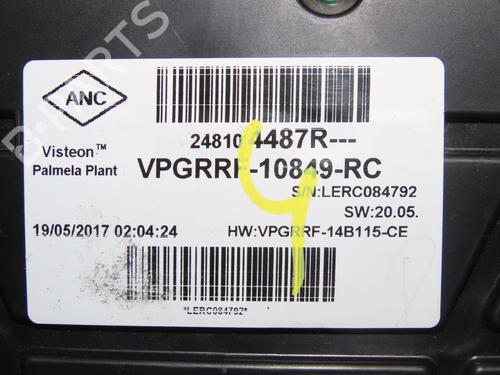 ANC
248104487R---
Visteon™
VPGRRF-10849-RC
Palmela Plant
S/N:LERC084792
SW:20.05.
19/05/2017 02:04:24
HW:VPGRRF-14B115-CE
*LERC084792*